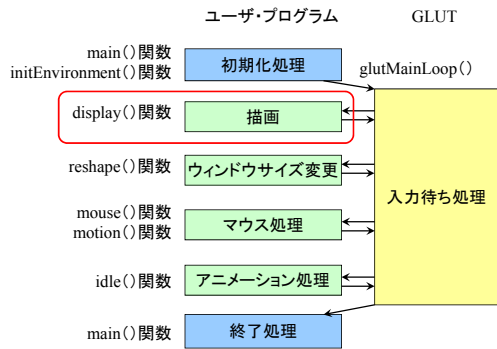 ユーザ・プログラム
GLUT
main()関数
initEnvironment()関数
初期化処理
glutMainLoop()
display()関数
描画
reshape()関数
ウィンドウサイズ変更
入力待ち処理
mouse()関数
motion()関数
マウス処理
idle()関数
アニメーション処理
main()関数
終了処理